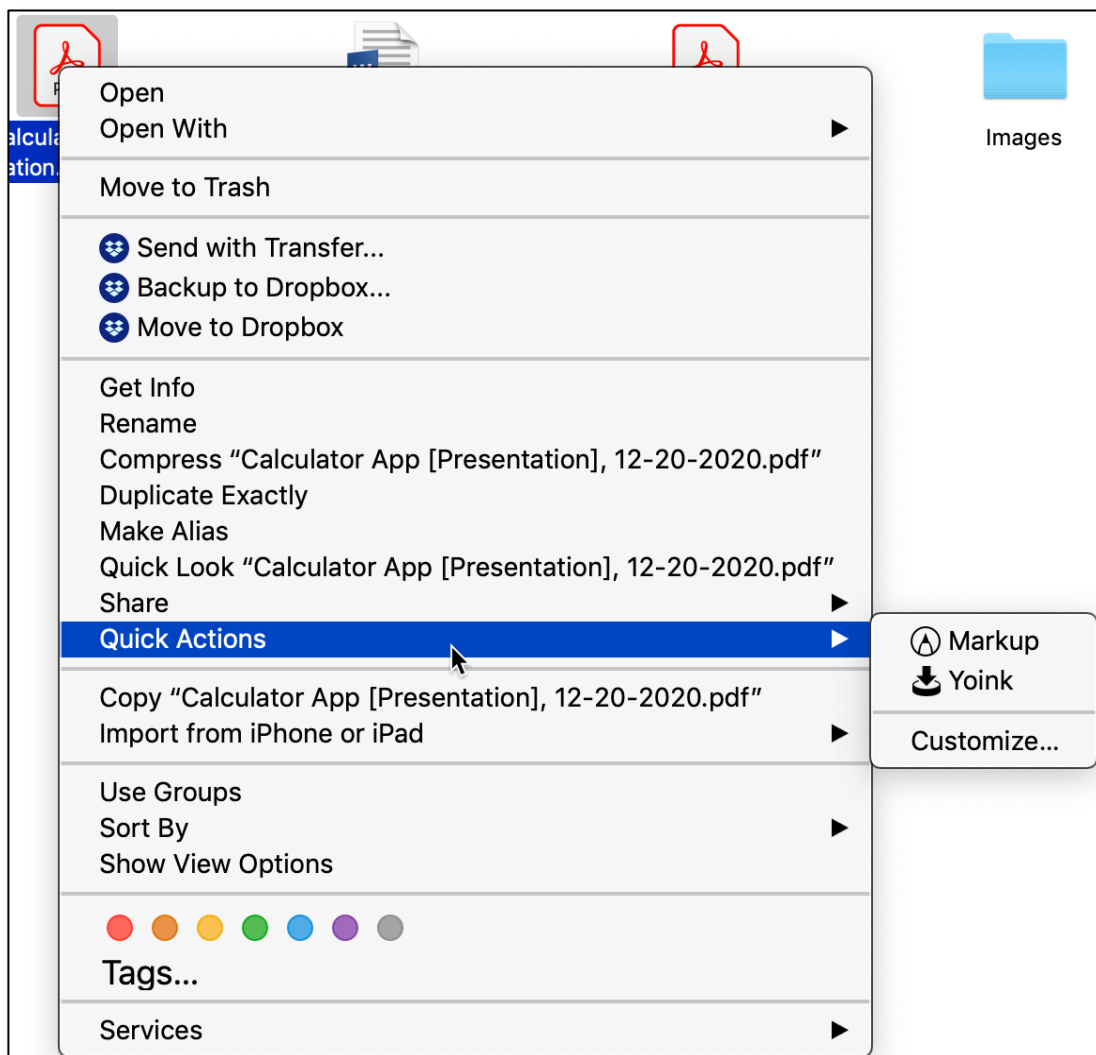 Open
Open With
Images
Move to Trash
Send with Transfer...
Backup to Dropbox...
Move to Dropbox
Get Info
Rename
Compress “Calculator App [Presentation], 12-20-2020.pdf”
Duplicate Exactly
Make Alias
Quick Look “Calculator App [Presentation], 12-20-2020.pdf”
Share
Quick Actions
Markup
Yoink
Customize...
Copy “Calculator App [Presentation], 12-20-2020.pdf”
Import from iPhone or iPad
Use Groups
Sort By
Show View Options
Tags...
Services